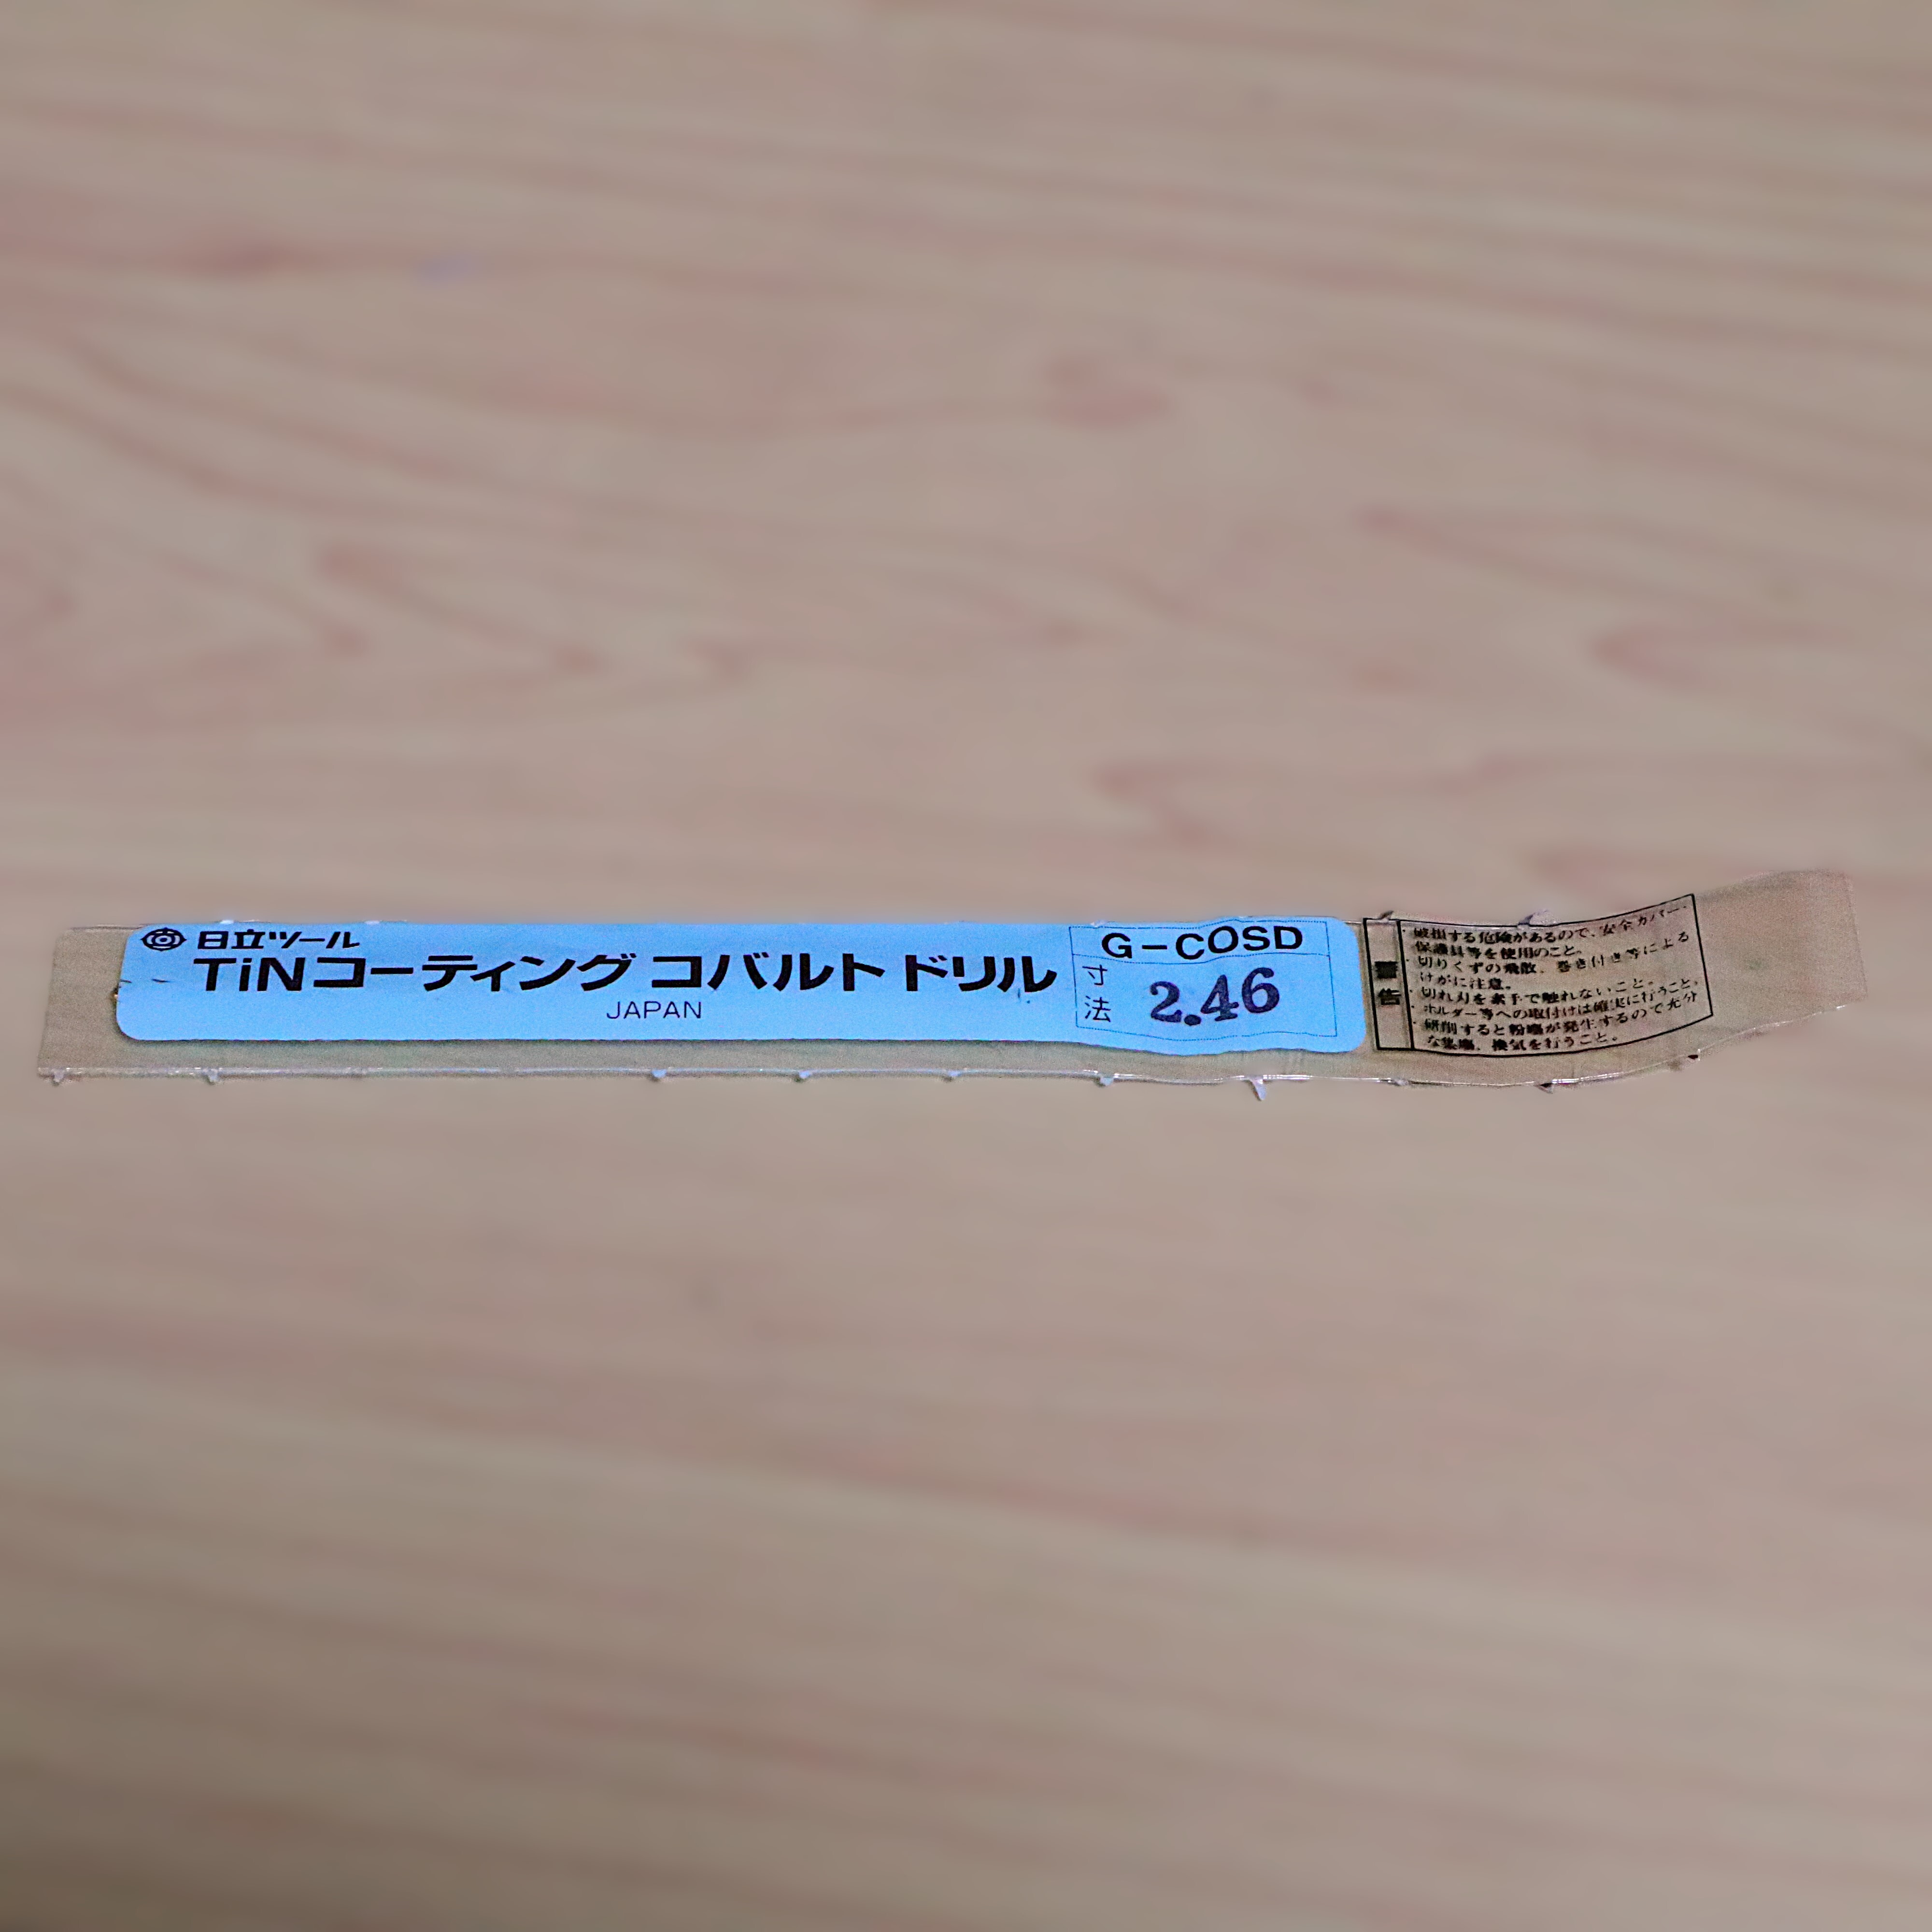 日立ツール
TiNコーティング コバルト ドリル
JAPAN
G-COSD
寸法
2.46
警告
・破損する危険があるので、安全カバー、
保護具等を使用のこと。
・切りくずの飛散、巻き付き等による
けがに注意。
・切れ刃を素手で触れないこと。
・ホルダー等への取付けは確実に行うこと。
・研削すると粉塵が発生するので充分
な集塵、換気を行うこと。